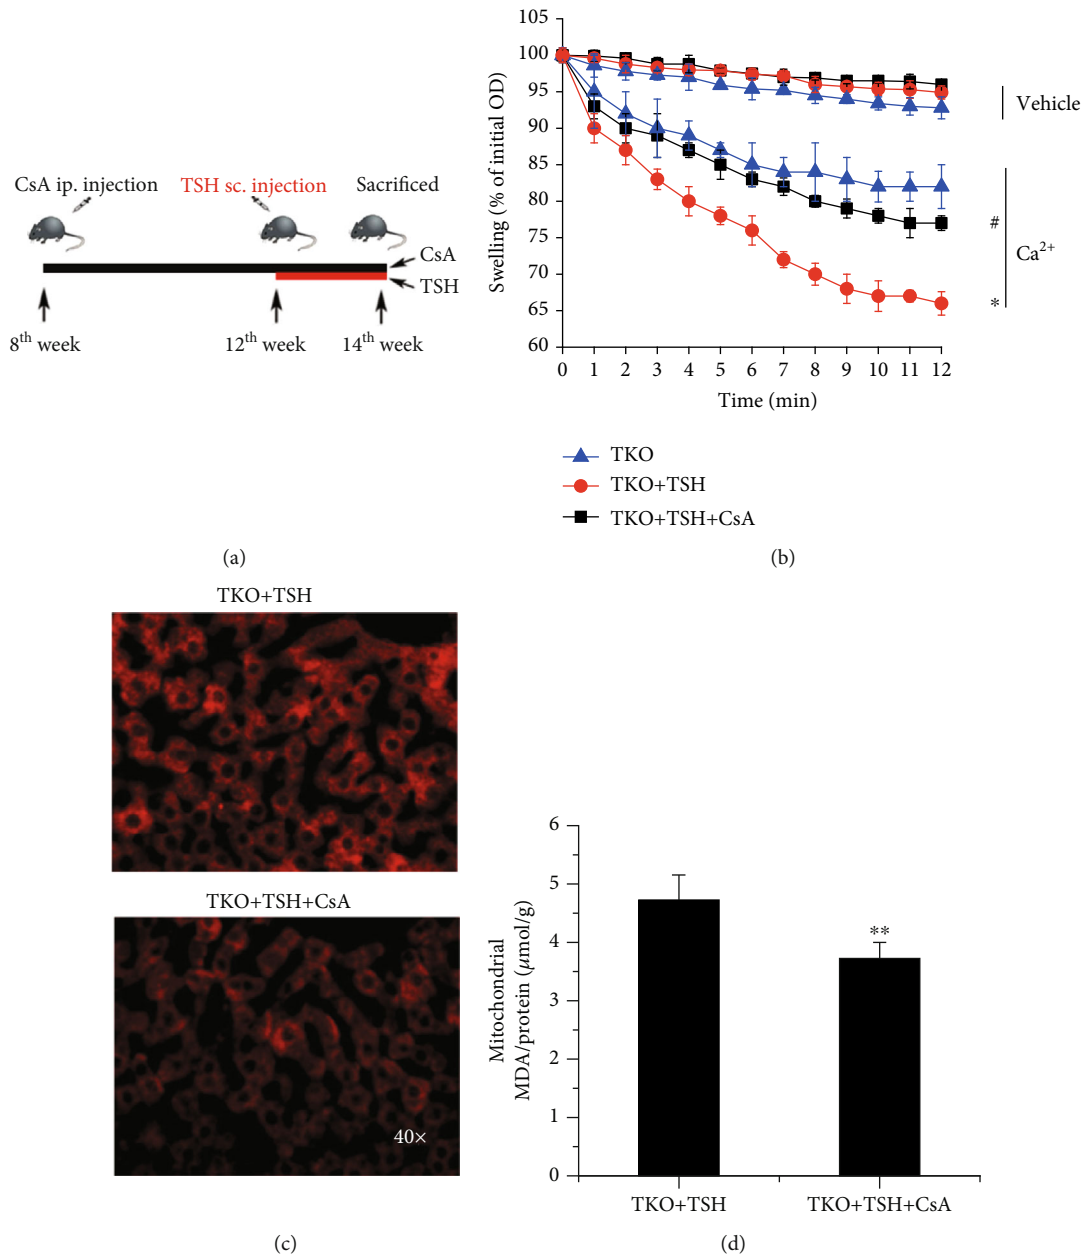 CsA ip. injection
TSH sc. injection
Sacrificed
CsA
TSH
8th week
12th week
14th week
(a)
Swelling (% of initial OD)
105
100
95
90
85
80
75
70
65
60
0 1 2 3 4 5 6 7 8 9 10 11 12
Time (min)
Vehicle
#
Ca2+
*
TKO
TKO+TSH
TKO+TSH+CsA
(b)
TKO+TSH
TKO+TSH+CsA
40×
(c)
Mitochondrial
MDA/protein (μmol/g)
6
5
4
3
2
1
0
**
TKO+TSH
TKO+TSH+CsA
(d)